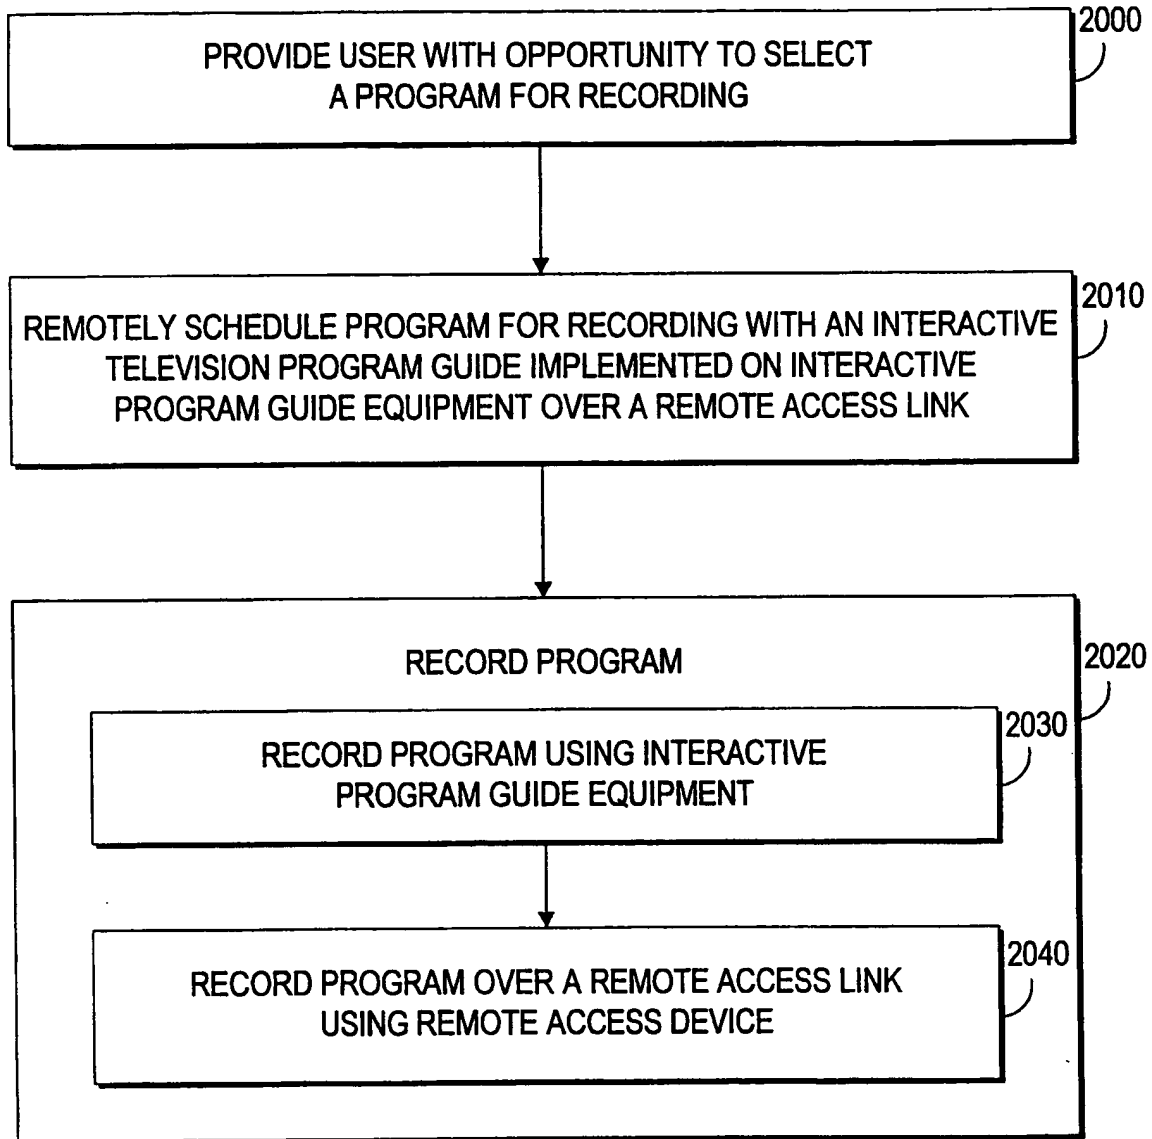 PROVIDE USER WITH OPPORTUNITY TO SELECT
A PROGRAM FOR RECORDING
2000
REMOTELY SCHEDULE PROGRAM FOR RECORDING WITH AN INTERACTIVE
TELEVISION PROGRAM GUIDE IMPLEMENTED ON INTERACTIVE
PROGRAM GUIDE EQUIPMENT OVER A REMOTE ACCESS LINK
2010
RECORD PROGRAM
2020
RECORD PROGRAM USING INTERACTIVE
PROGRAM GUIDE EQUIPMENT
2030
RECORD PROGRAM OVER A REMOTE ACCESS LINK
USING REMOTE ACCESS DEVICE
2040